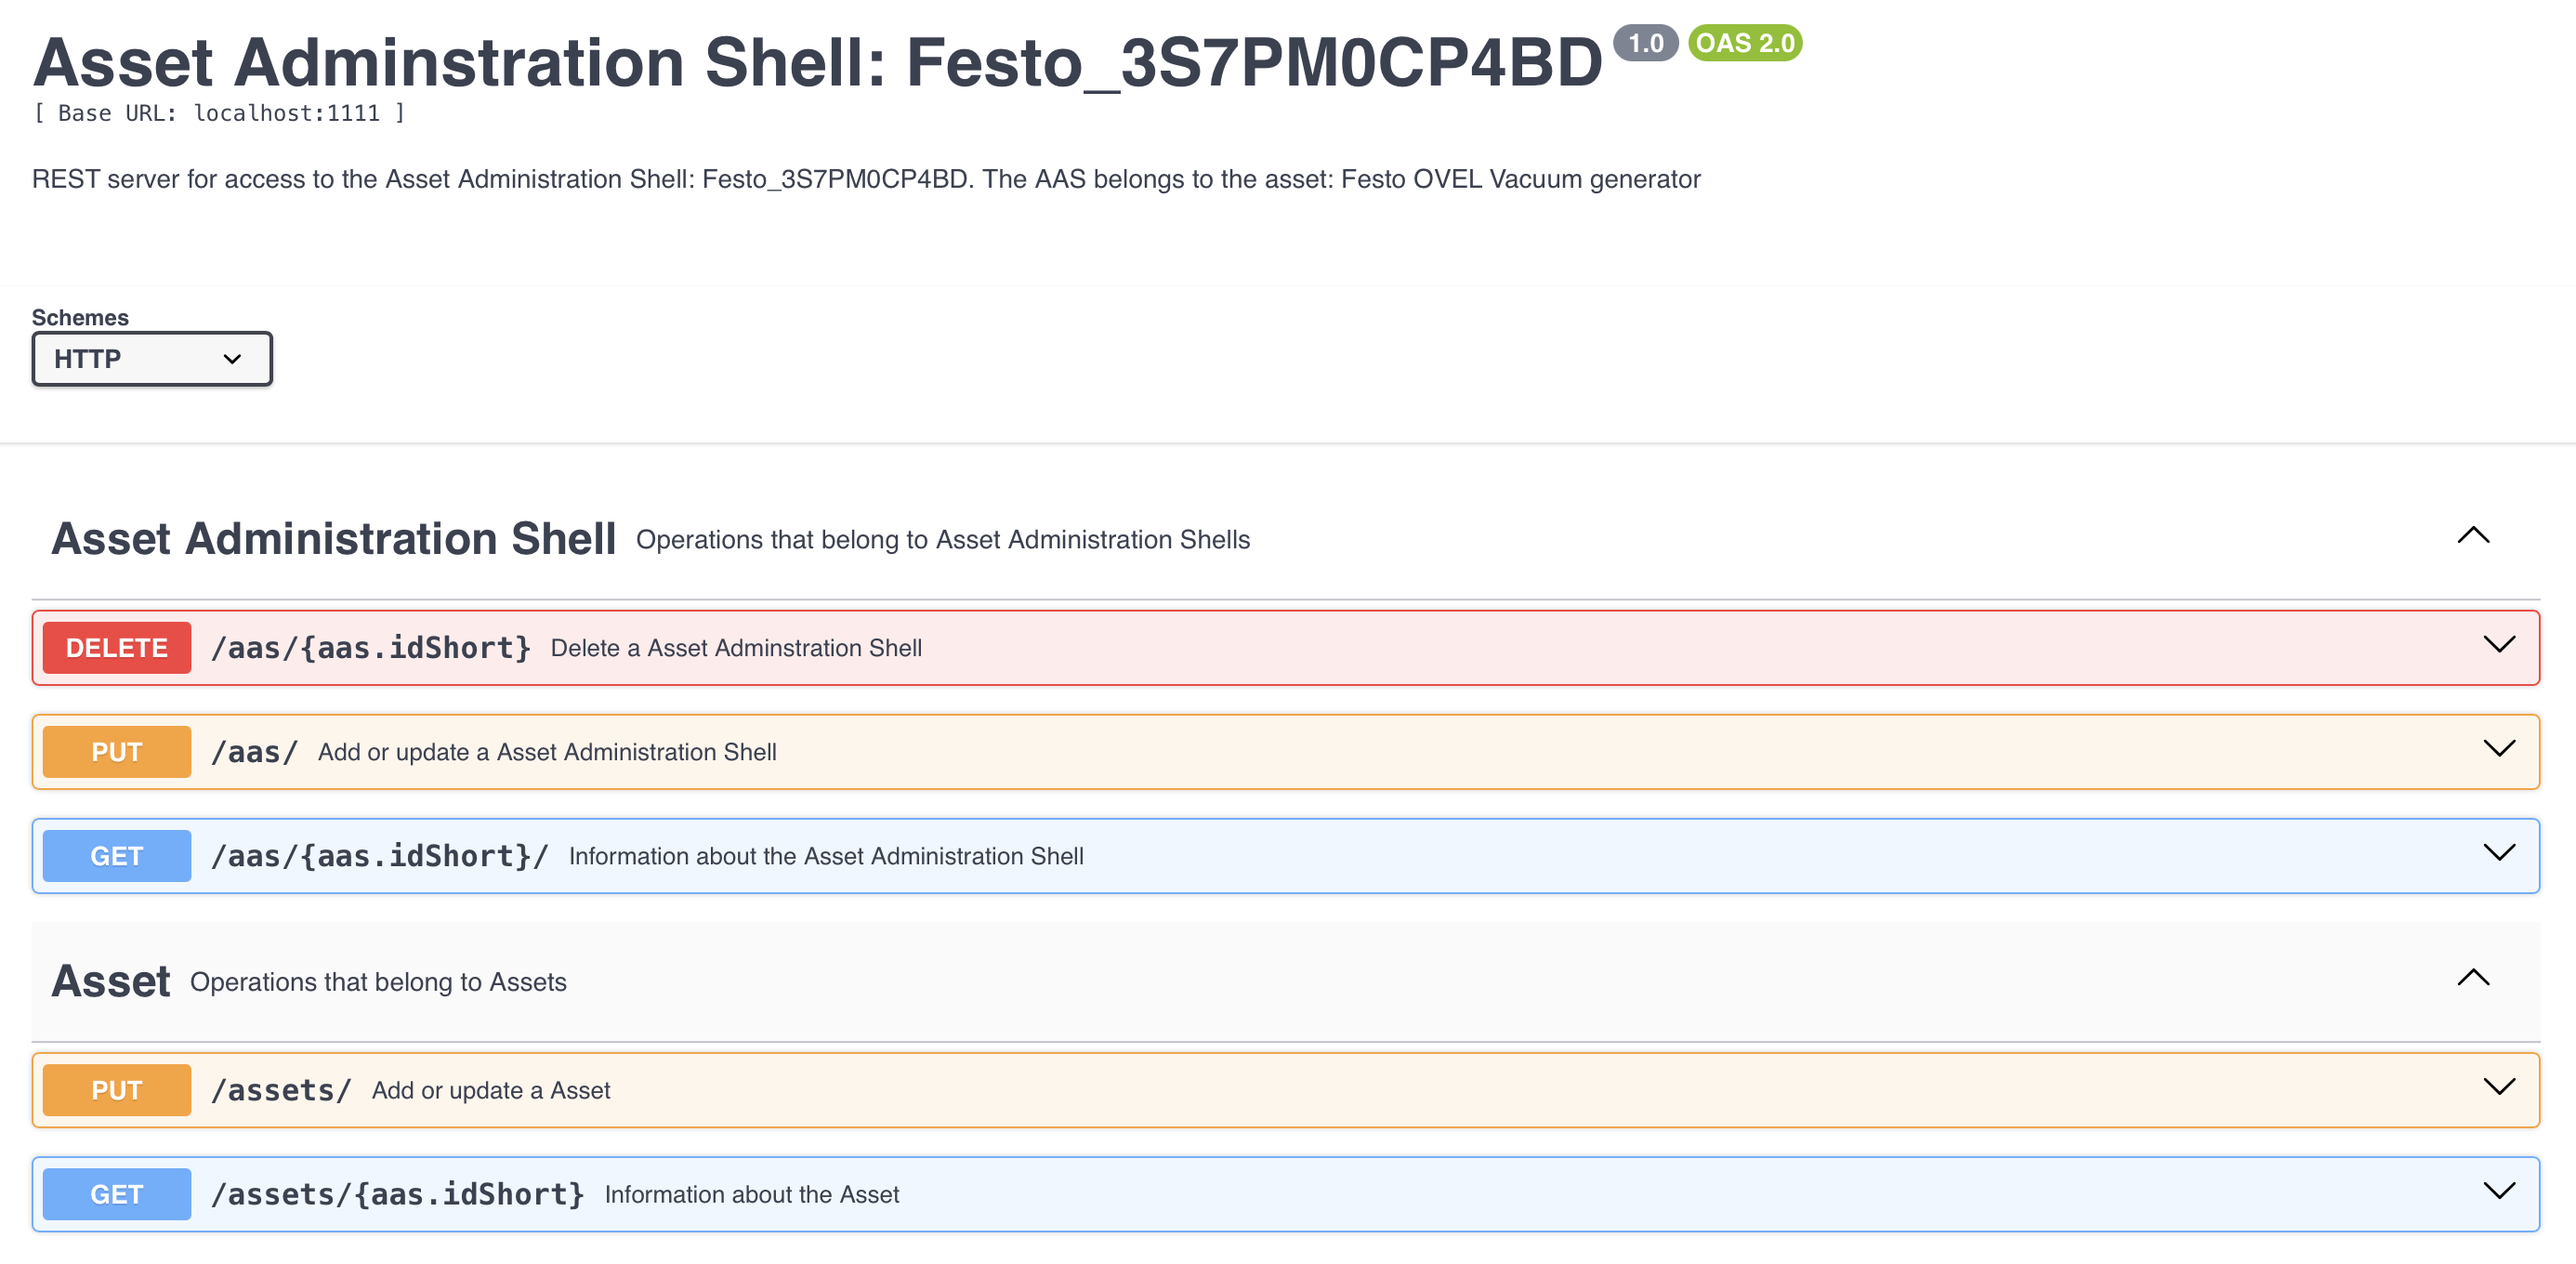 Asset Adminstration Shell: Festo_3S7PM0CP4BD 1.0 OAS 2.0
[ Base URL: localhost:1111 ]
REST server for access to the Asset Administration Shell: Festo_3S7PM0CP4BD. The AAS belongs to the asset: Festo OVEL Vacuum generator
Schemes
HTTP
Asset Administration Shell Operations that belong to Asset Administration Shells
DELETE /aas/{aas.idShort} Delete a Asset Adminstration Shell
PUT /aas/ Add or update a Asset Administration Shell
GET /aas/{aas.idShort}/ Information about the Asset Administration Shell
Asset Operations that belong to Assets
PUT /assets/ Add or update a Asset
GET /assets/{aas.idShort} Information about the Asset